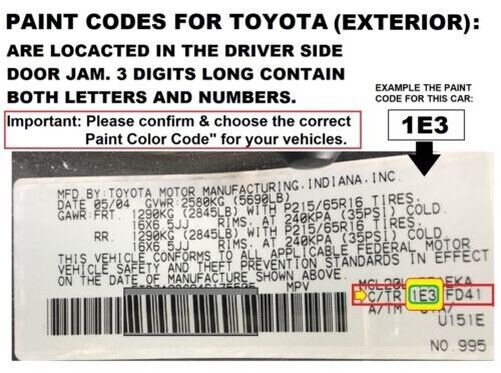 PAINT CODES FOR TOYOTA (EXTERIOR):
ARE LOCACTED IN THE DRIVER SIDE
DOOR JAM. 3 DIGITS LONG CONTAIN
BOTH LETTERS AND NUMBERS.
EXAMPLE THE PAINT
CODE FOR THIS CAR:
1E3
Important: Please confirm & choose the correct
Paint Color Code" for your vehicles.
MFD BY: TOYOTA MOTOR MANUFACTURING, INDIANA, INC.
DATE 05/04 GVWR: 2580KG (5690LB)
GAWR: FRT. 1290KG (2845LB) WITH P215/65R16 TIRES.
16X6.5JJ RIMS. AT 240KPA (35PSI) COLD.
RR. 1290KG (2845LB) WITH P215/65R16 TIRES.
16X6.5JJ RIMS. AT 240KPA (35PSI) COLD.
THIS VEHICLE CONFORMS TO ALL APPLICABLE FEDERAL MOTOR
VEHICLE SAFETY AND THEFT PREVENTION STANDARDS IN EFFECT
ON THE DATE OF MANUFACTURE SHOWN ABOVE.
MPV
C/TR 1E3 FD41
A/TM
U151E
NO. 995